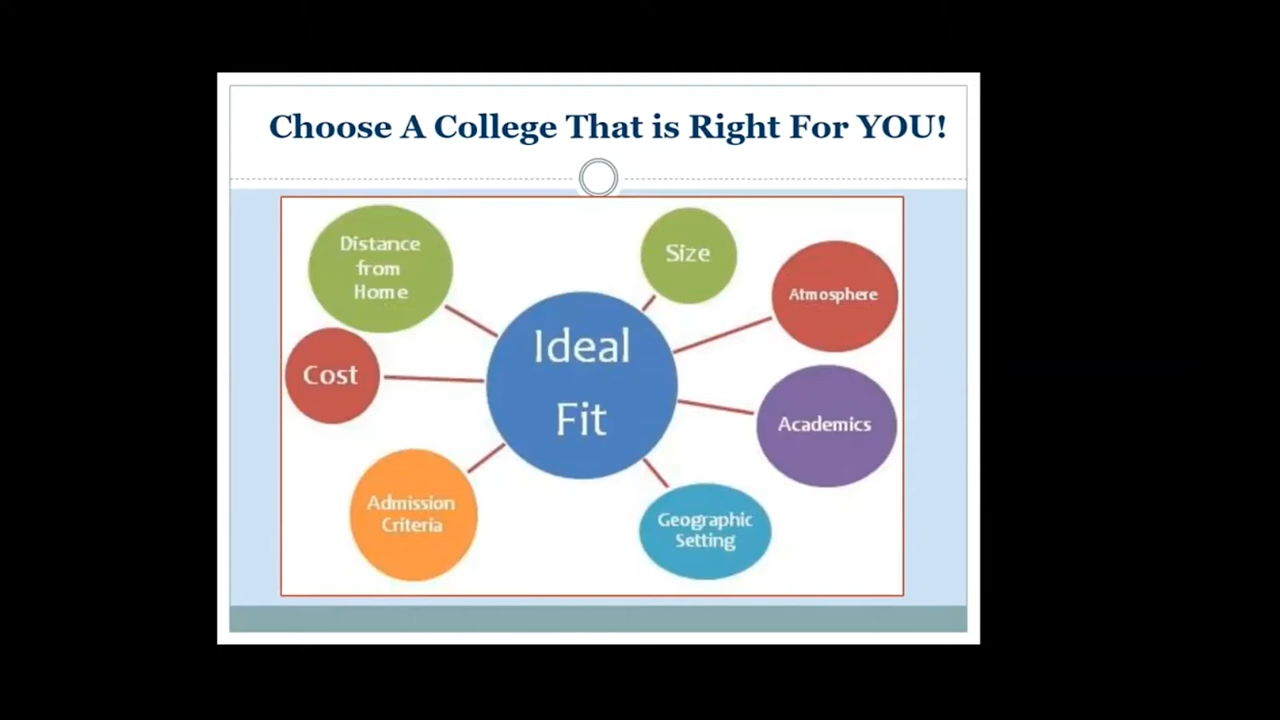 Choose A College That is Right For YOU!
Distance
from
Home
Size
Atmosphere
Ideal
Fit
Cost
Academics
Admission
Criteria
Geographic
Setting